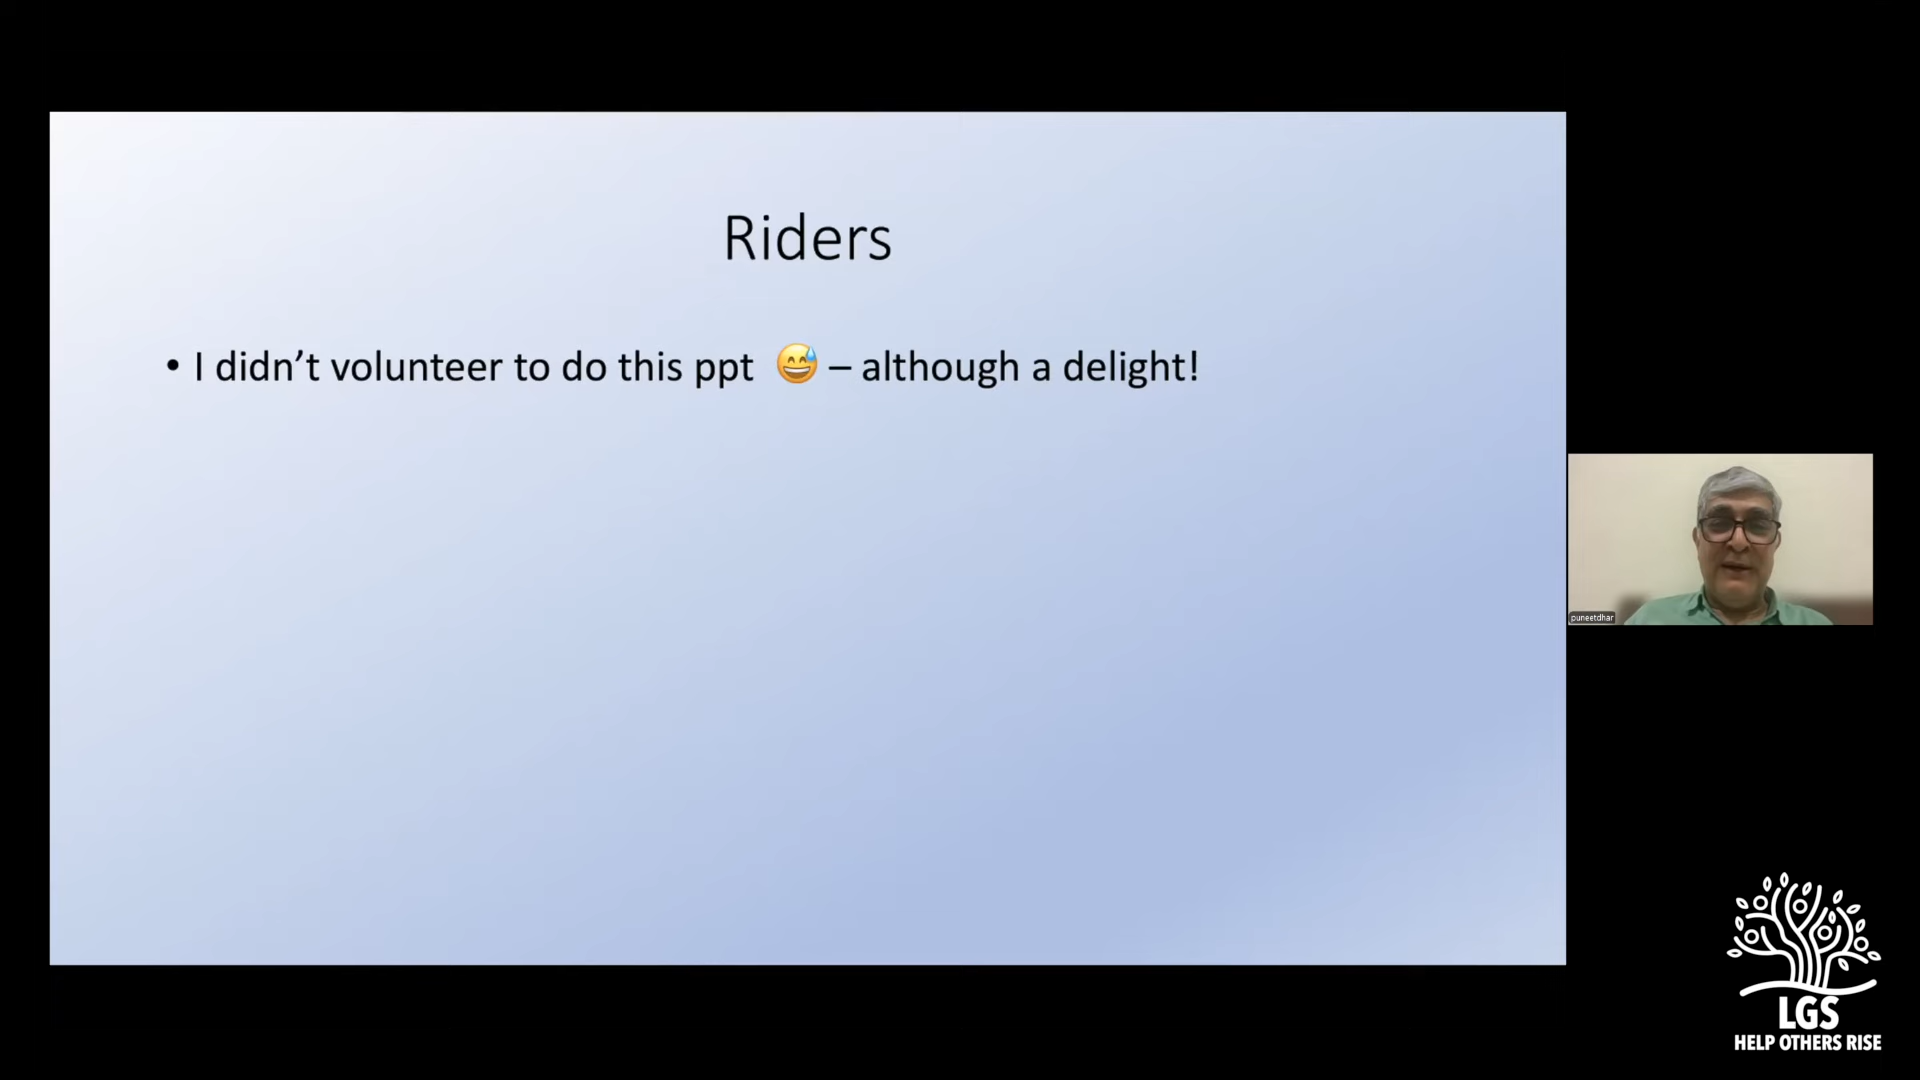 Riders
• I didn’t volunteer to do this ppt 😅 – although a delight!
puneetdhar
LGS
HELP OTHERS RISE